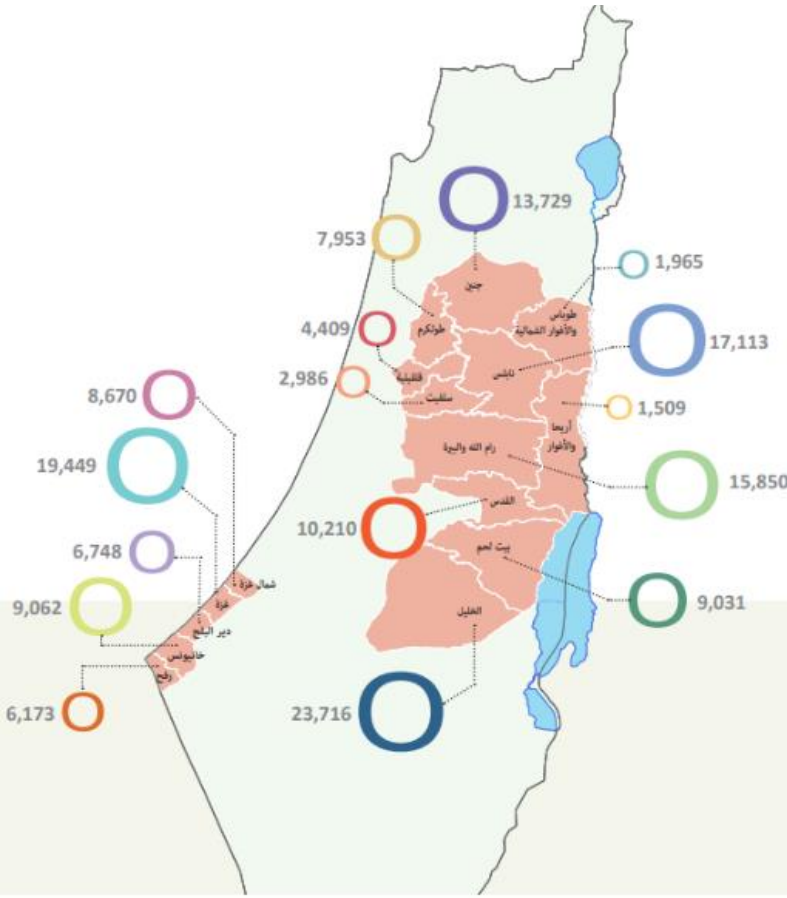 13,729
7,953
1,965
جنين
طوباس
والأغوار الشمالية
طولكرم
4,409
17,113
نابلس
قلقيلية
2,986
سلفيت
8,670
1,509
أريحا
والأغوار
رام الله والبيرة
19,449
15,850
القدس
10,210
بيت لحم
6,748
شمال غزة
غزة
9,062
9,031
الخليل
دير البلح
خانيونس
رفح
6,173
23,716